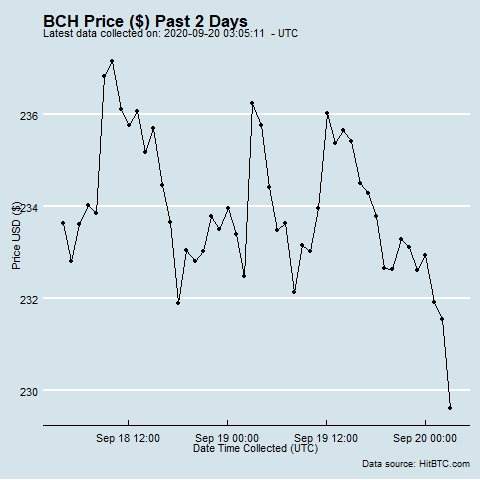 BCH Price ($) Past 2 Days
Latest data collected on: 2020-09-20 03:05:11  - UTC
236
234
232
230
Price USD ($)
Sep 18 12:00
Sep 19 00:00
Sep 19 12:00
Sep 20 00:00
Date Time Collected (UTC)
Data source: HitBTC.com